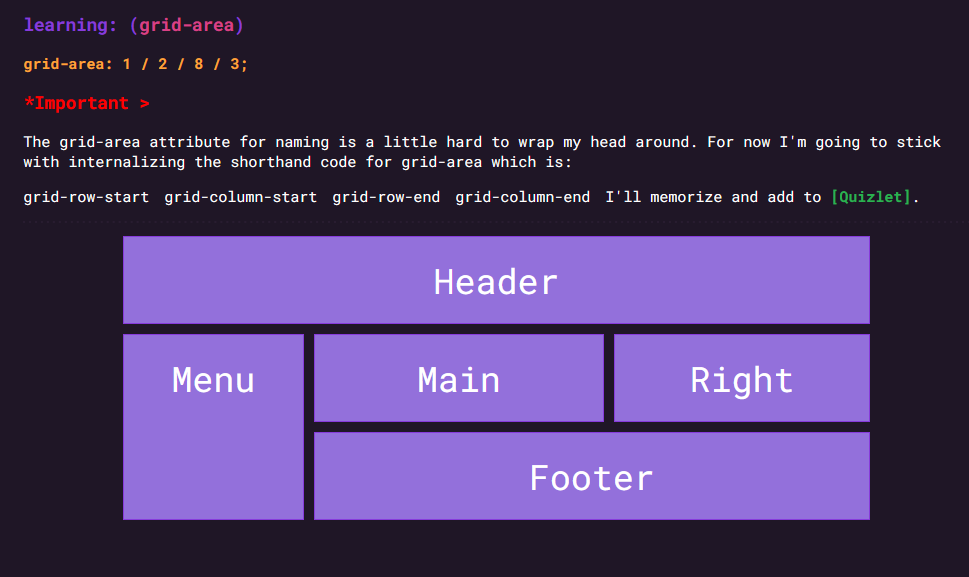 learning: (grid-area)
grid-area: 1 / 2 / 8 / 3;
*Important >
The grid-area attribute for naming is a little hard to wrap my head around. For now I'm going to stick
with internalizing the shorthand code for grid-area which is:
grid-row-start grid-column-start grid-row-end grid-column-end I'll memorize and add to [Quizlet].
Header
Menu
Main
Right
Footer